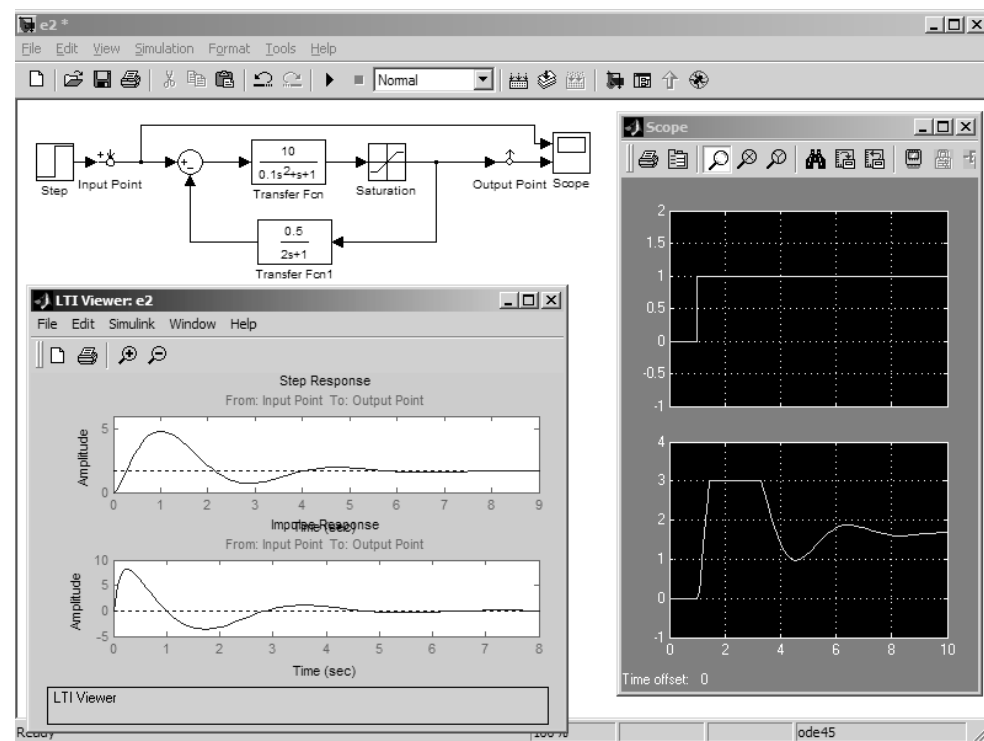 e2 *
File Edit View Simulation Format Tools Help
Normal
Step
Input Point
+
-
10
0.1s²+s+1
Transfer Fcn
Saturation
Output Point
Scope
0.5
2s+1
Transfer Fcn1
LTI Viewer: e2
File Edit Simulink Window Help
Step Response
From: Input Point To: Output Point
Amplitude
5
0
0 1 2 3 4 5 6 7 8 9
Time (sec)
Impulse Response
From: Input Point To: Output Point
Amplitude
10
5
0
-5
0 1 2 3 4 5 6 7 8
Time (sec)
LTI Viewer
Scope
2
1.5
1
0.5
0
-0.5
-1
4
3
2
1
0
-1
0 2 4 6 8 10
Time offset: 0
Ready
100%
ode45